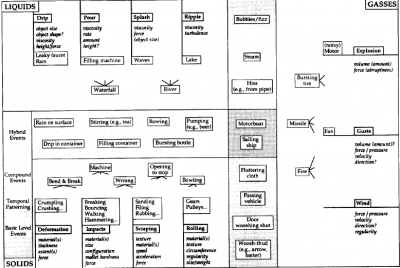 LIQUIDS
GASSES
Drip
object size
object shape?
viscosity
height/force
Leaky faucet
Rain
Pour
viscosity
rate
amount
height?
Filling machine
Splash
viscosity
force
(object size)
Waves
Ripple
viscosity
turbulence
Lake
Bubbles/fizz
Steam
Hiss
(e.g., from pipe)
Waterfall
River
(noisy)
Motor
Explosion
volume (amount)
force (abruptness)
Bursting
tire
Hybrid
Events
Rain on surface
Stirring (e.g., tea)
Rowing
Pumping
(e.g., beer)
Motorboat
Drip in container
Filling container
Bursting bottle
Sailing
ship
Missile
Fan
Gusts
volume (amount)?
force / pressure
velocity
direction?
Fire
Compound
Events
Machine
Opening
to stop
Bend & Break
Writing
Bowling
Fluttering
cloth
Temporal
Patterning
Crumpling
Crushing...
Breaking
Bouncing
Walking
Hammering...
Sanding
Filing
Rubbing...
Gears
Pulleys...
Passing
vehicle
Wind
force / pressure
velocity
direction?
regularity
Basic Level
Events
Deformation
material(s)
thickness
material(s)
force
Impacts
material(s)
size
configuration
mallet hardness
force
Scraping
texture
material(s)
speed
acceleration
force
Rolling
material(s)
texture
circumference
regularity
size/weight
Door
wooshing shut
Woosh-thud
(e.g., arrow,
batter)
SOLIDS